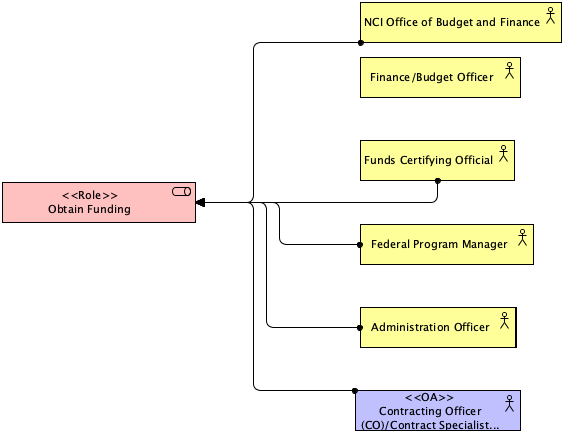 NCI Office of Budget and Finance
Finance/Budget Officer
Funds Certifying Official
<<Role>>
Obtain Funding
Federal Program Manager
Administration Officer
<<OA>>
Contracting Officer
(CO)/Contract Specialist...